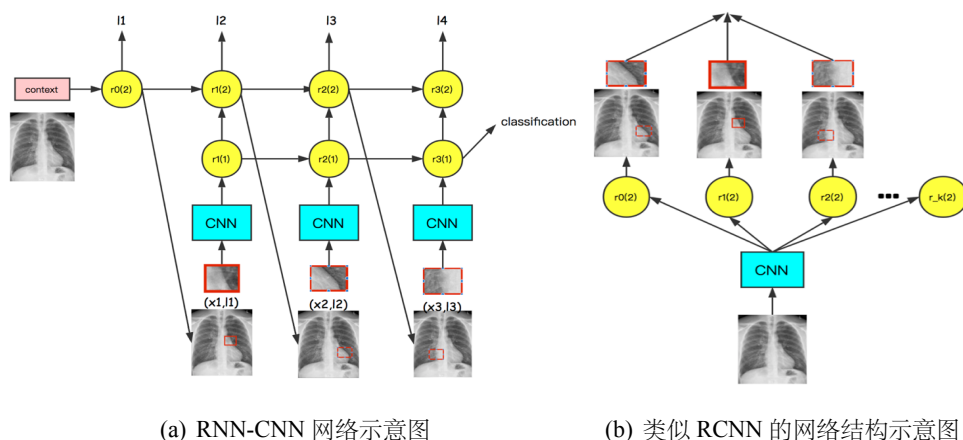 l1 l2 l3 l4
context r0(2) r1(2) r2(2) r3(2)
classification
r1(1) r2(1) r3(1)
CNN CNN CNN
(x1,l1) (x2,l2) (x3,l3)
(a) RNN-CNN 网络示意图
r0(2) r1(2) r2(2) r_k(2)
CNN
(b) 类似 RCNN 的网络结构示意图